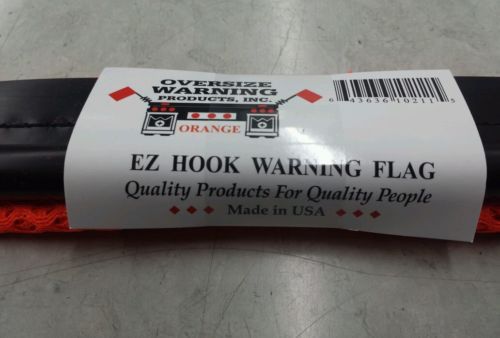 OVERSIZE
WARNING
PRODUCTS, INC.
ORANGE
6 43636 10211 5
EZ HOOK WARNING FLAG
Quality Products For Quality People
Made in USA